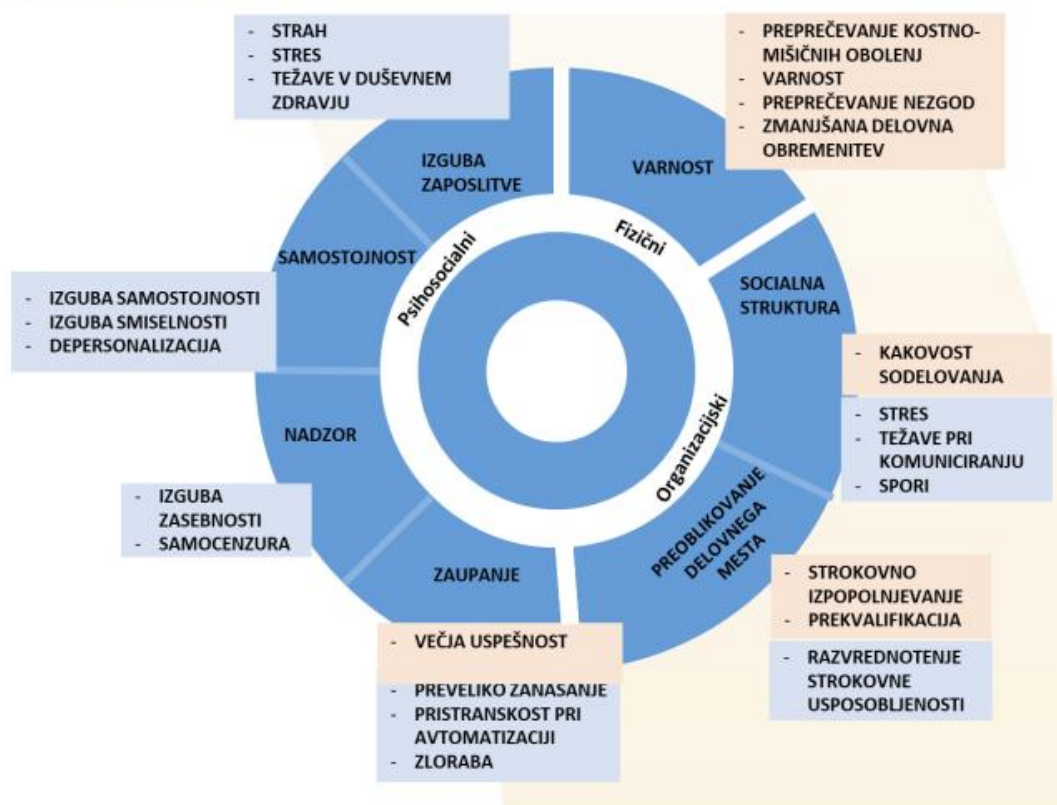 - STRAH
- STRES
- TEŽAVE V DUŠEVNEM
ZDRAVJU
- PREPREČEVANJE KOSTNO-
MIŠIČNIH OBOLENJ
- VARNOST
- PREPREČEVANJE NEZGOD
- ZMANJŠANA DELOVNA
OBREMENITEV
IZGUBA
ZAPOSLITVE
VARNOST
Psihosocialni
Fizični
SAMOSTOJNOST
SOCIALNA
STRUKTURA
- IZGUBA SAMOSTOJNOSTI
- IZGUBA SMISELNOSTI
- DEPERSONALIZACIJA
- KAKOVOST
SODELOVANJA
- STRES
- TEŽAVE PRI
KOMUNICIRANJU
- SPORI
Organizacijski
NADZOR
PREOBLIKOVANJE
DELOVNEGA
MESTA
- IZGUBA
ZASEBNOSTI
- SAMOCENZURA
ZAUPANJE
- STROKOVNO
IZPOPOLNJEVANJE
- PREKVALIFIKACIJA
- RAZVREDNOTENJE
STROKOVNE
USPOSOBLJENOSTI
- VEČJA USPEŠNOST
- PREVELIKO ZANAŠANJE
- PRISTRANSKOST PRI
AVTOMATIZACIJI
- ZLORABA